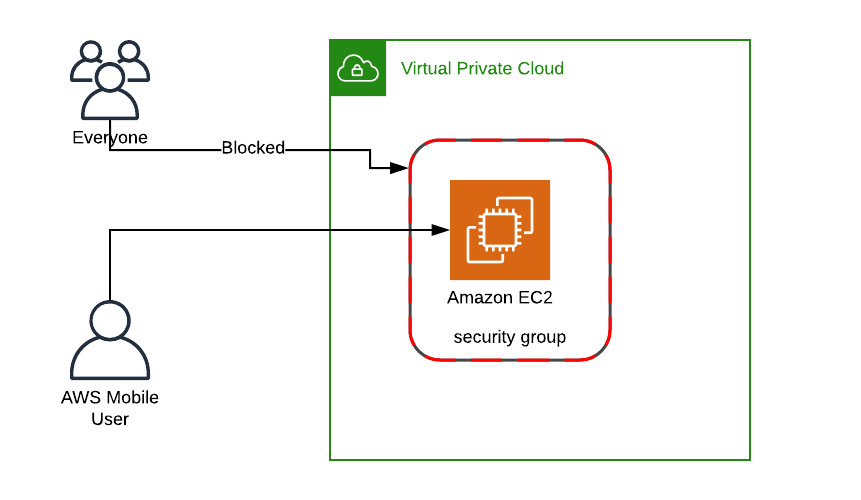 Virtual Private Cloud
Everyone
Blocked
Amazon EC2
security group
AWS Mobile
User